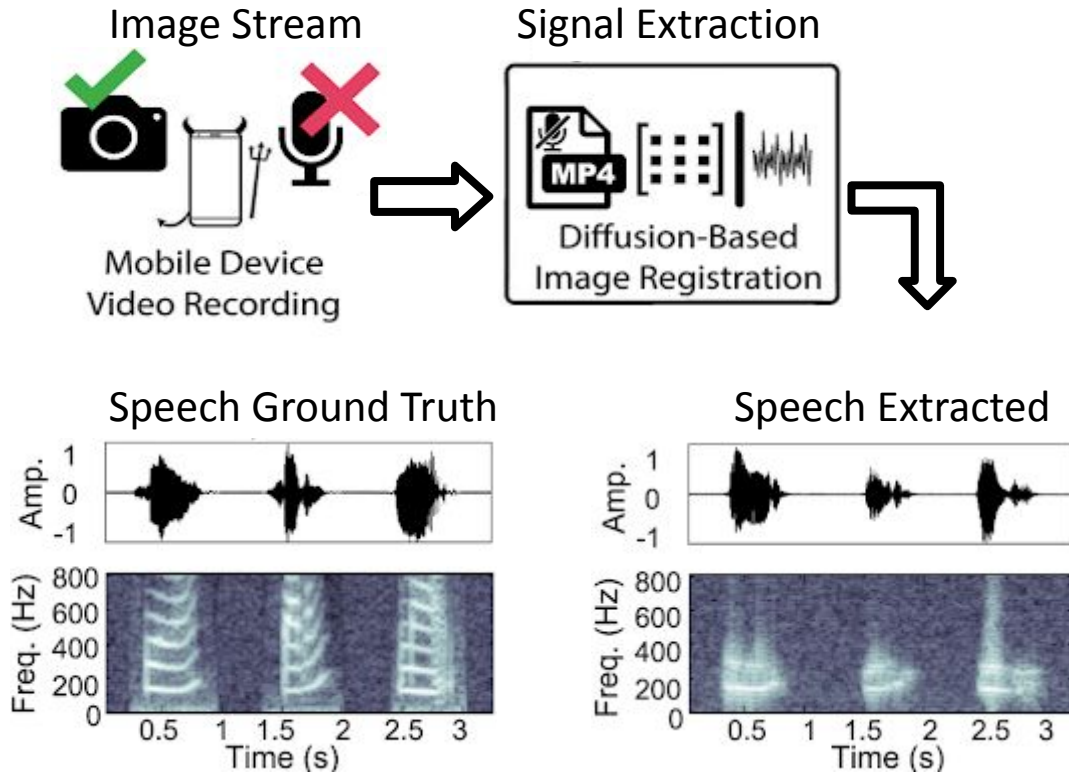 Image Stream
Signal Extraction
MP4
Mobile Device
Video Recording
Diffusion-Based
Image Registration
Speech Ground Truth
Speech Extracted
Amp.
1
0
-1
Amp.
1
0
-1
Freq. (Hz)
800
600
400
200
0
0.5 1 1.5 2 2.5 3
Time (s)
Freq. (Hz)
800
600
400
200
0
0.5 1 1.5 2 2.5 3
Time (s)